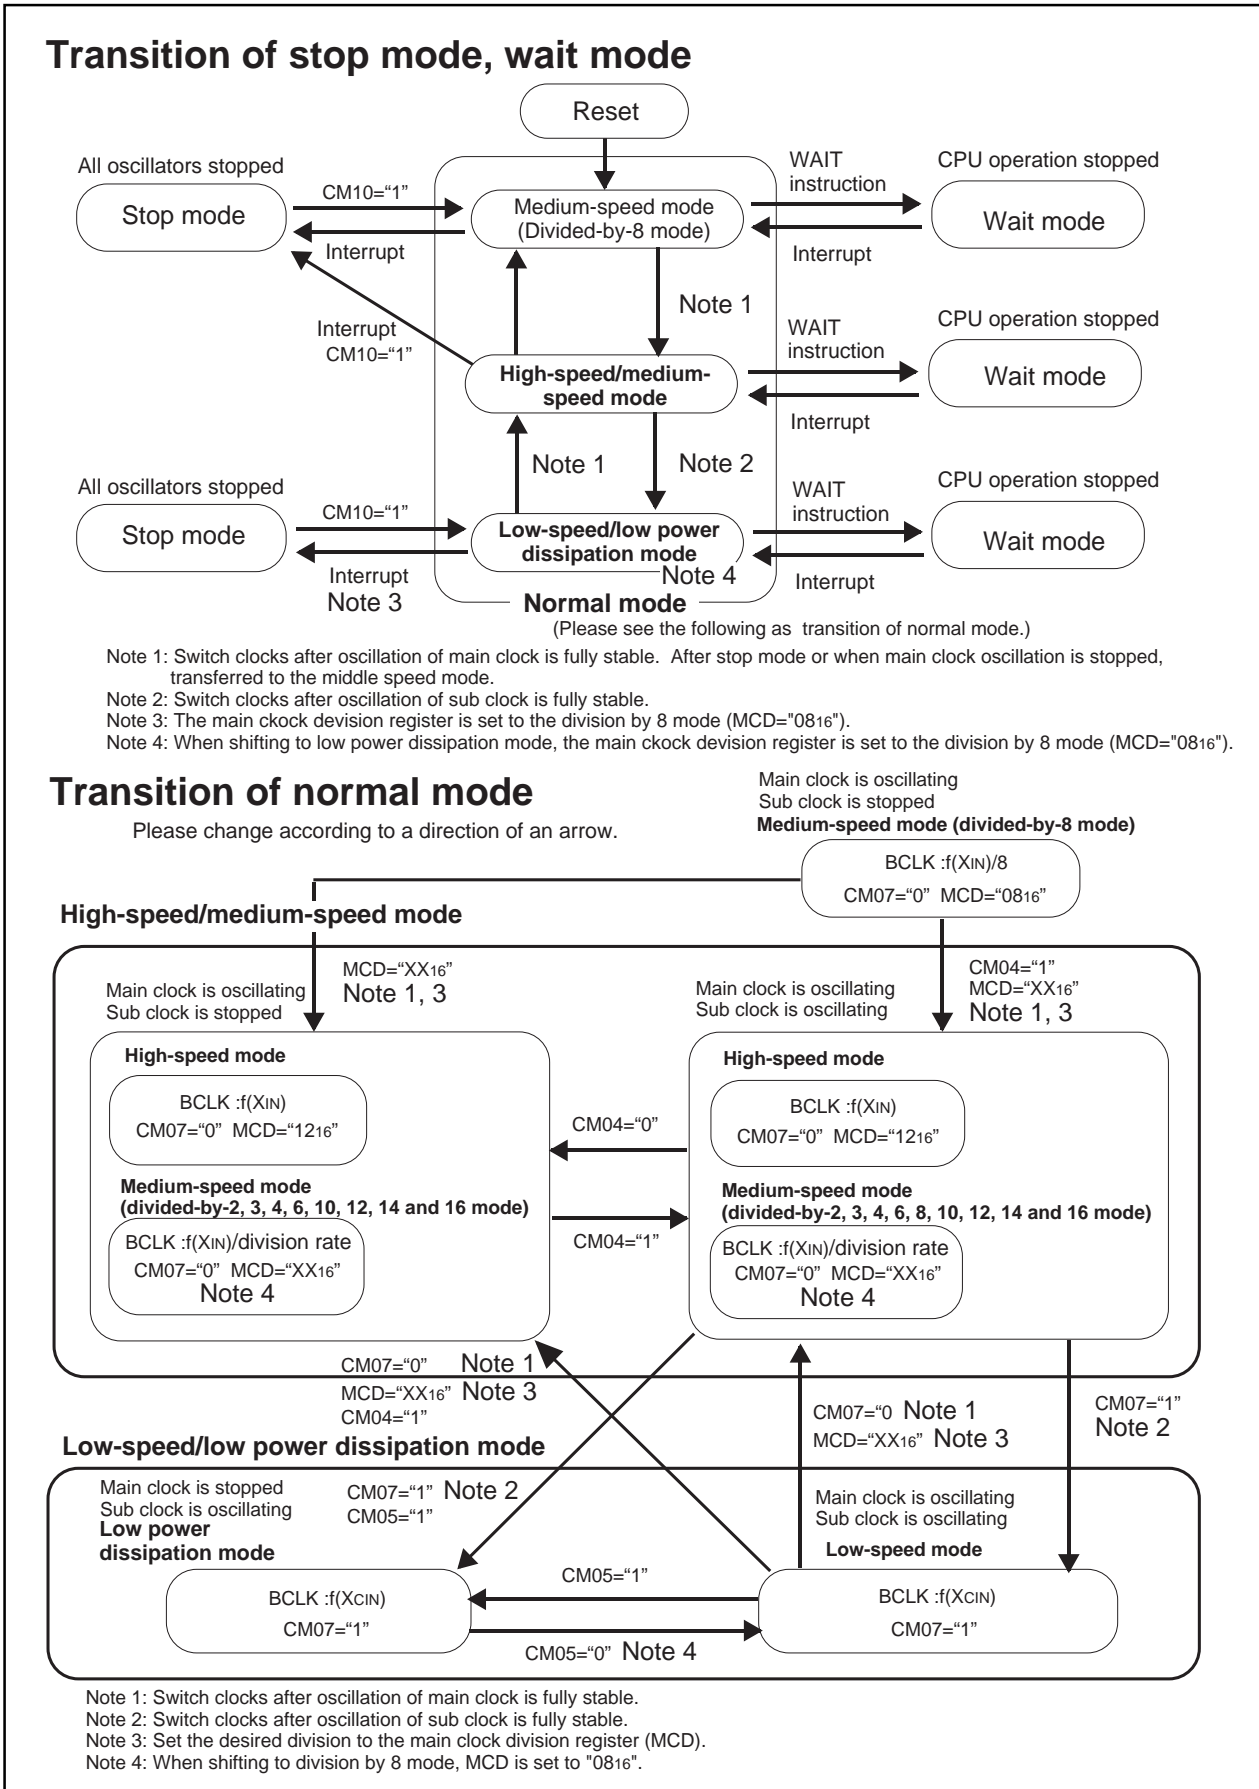 Transition of stop mode, wait mode
Reset
All oscillators stopped
Stop mode
CM10="1"
Interrupt
Medium-speed mode
(Divided-by-8 mode)
WAIT
instruction
Interrupt
CPU operation stopped
Wait mode
Note 1
Interrupt
CM10="1"
High-speed/medium-
speed mode
WAIT
instruction
Interrupt
CPU operation stopped
Wait mode
Note 1
Note 2
All oscillators stopped
Stop mode
CM10="1"
Interrupt
Note 3
Low-speed/low power
dissipation mode
Note 4
WAIT
instruction
Interrupt
CPU operation stopped
Wait mode
Normal mode
(Please see the following as transition of normal mode.)
Note 1: Switch clocks after oscillation of main clock is fully stable. After stop mode or when main clock oscillation is stopped,
transferred to the middle speed mode.
Note 2: Switch clocks after oscillation of sub clock is fully stable.
Note 3: The main ckock devision register is set to the division by 8 mode (MCD="0816").
Note 4: When shifting to low power dissipation mode, the main ckock devision register is set to the division by 8 mode (MCD="0816").
Transition of normal mode
Please change according to a direction of an arrow.
Main clock is oscillating
Sub clock is stopped
Medium-speed mode (divided-by-8 mode)
BCLK :f(XIN)/8
CM07="0" MCD="0816"
High-speed/medium-speed mode
MCD="XX16"
Note 1, 3
Main clock is oscillating
Sub clock is stopped
CM04="1"
MCD="XX16"
Note 1, 3
Main clock is oscillating
Sub clock is oscillating
High-speed mode
BCLK :f(XIN)
CM07="0" MCD="1216"
Medium-speed mode
(divided-by-2, 3, 4, 6, 10, 12, 14 and 16 mode)
BCLK :f(XIN)/division rate
CM07="0" MCD="XX16"
Note 4
CM04="0"
CM04="1"
High-speed mode
BCLK :f(XIN)
CM07="0" MCD="1216"
Medium-speed mode
(divided-by-2, 3, 4, 6, 8, 10, 12, 14 and 16 mode)
BCLK :f(XIN)/division rate
CM07="0" MCD="XX16"
Note 4
CM07="0" Note 1
MCD="XX16" Note 3
CM04="1"
CM07="0 Note 1
MCD="XX16" Note 3
CM07="1"
Note 2
Low-speed/low power dissipation mode
Main clock is stopped
Sub clock is oscillating
Low power
dissipation mode
CM07="1" Note 2
CM05="1"
Main clock is oscillating
Sub clock is oscillating
Low-speed mode
BCLK :f(XCIN)
CM07="1"
CM05="1"
CM05="0" Note 4
BCLK :f(XCIN)
CM07="1"
Note 1: Switch clocks after oscillation of main clock is fully stable.
Note 2: Switch clocks after oscillation of sub clock is fully stable.
Note 3: Set the desired division to the main clock division register (MCD).
Note 4: When shifting to division by 8 mode, MCD is set to "0816".